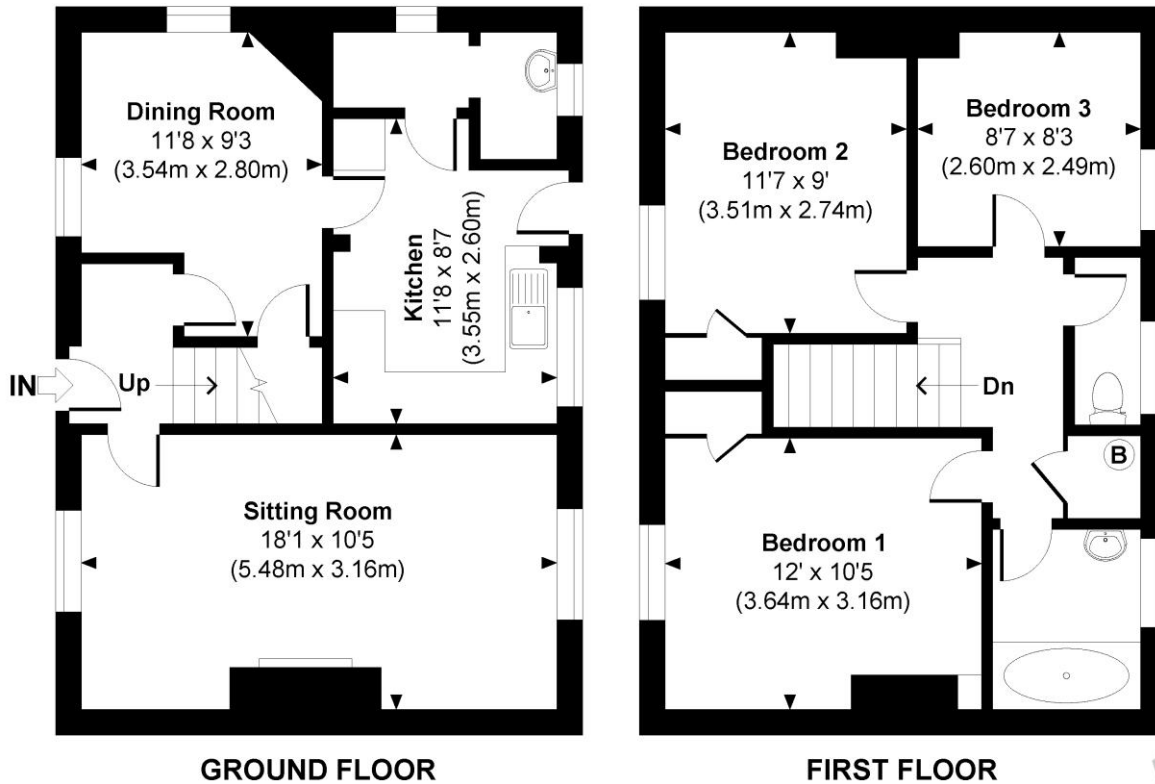 Dining Room
11'8 x 9'3
(3.54m x 2.80m)
Kitchen
11'8 x 8'7
(3.55m x 2.60m)
IN
Up
Sitting Room
18'1 x 10'5
(5.48m x 3.16m)
GROUND FLOOR
Bedroom 2
11'7 x 9'
(3.51m x 2.74m)
Bedroom 3
8'7 x 8'3
(2.60m x 2.49m)
Dn
B
Bedroom 1
12' x 10'5
(3.64m x 3.16m)
FIRST FLOOR